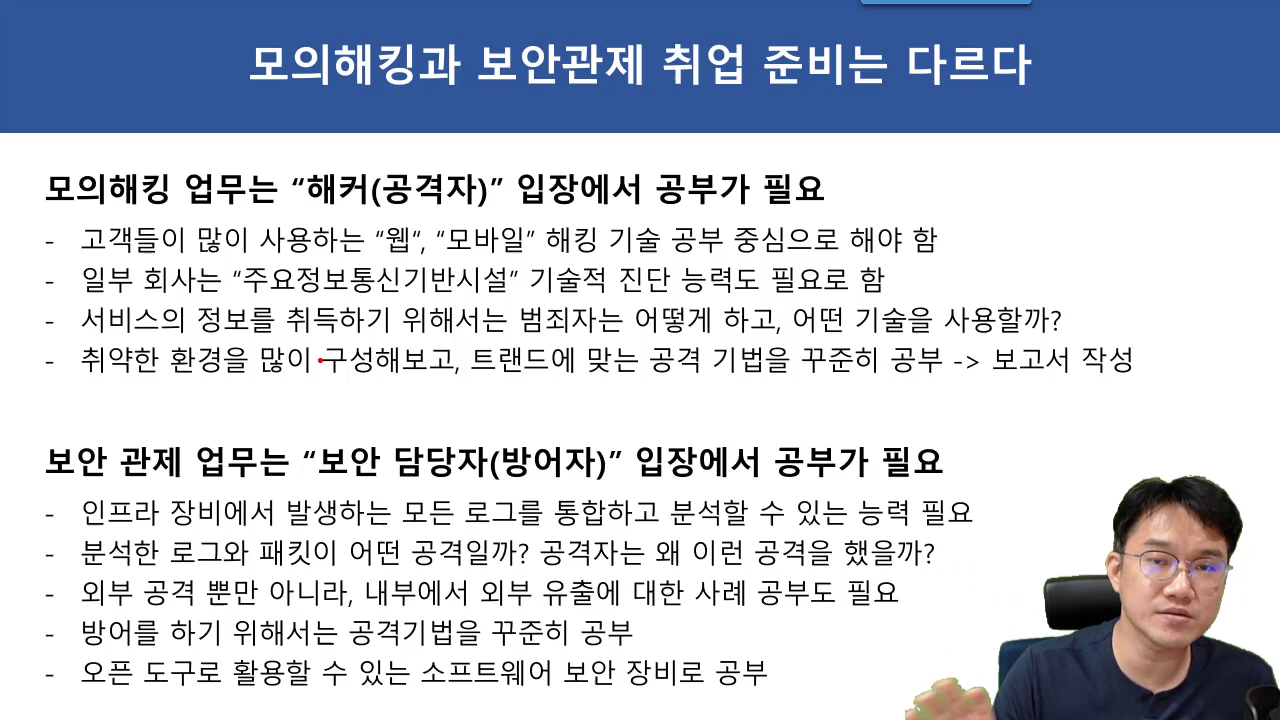 모의해킹과 보안관제 취업 준비는 다르다
모의해킹 업무는 “해커(공격자)” 입장에서 공부가 필요
- 고객들이 많이 사용하는 “웹“, “모바일” 해킹 기술 공부 중심으로 해야 함
- 일부 회사는 “주요정보통신기반시설” 기술적 진단 능력도 필요로 함
- 서비스의 정보를 취득하기 위해서는 범죄자는 어떻게 하고, 어떤 기술을 사용할까?
- 취약한 환경을 많이 구성해보고, 트랜드에 맞는 공격 기법을 꾸준히 공부 -> 보고서 작성
보안 관제 업무는 “보안 담당자(방어자)” 입장에서 공부가 필요
- 인프라 장비에서 발생하는 모든 로그를 통합하고 분석할 수 있는 능력 필요
- 분석한 로그와 패킷이 어떤 공격일까? 공격자는 왜 이런 공격을 했을까?
- 외부 공격 뿐만 아니라, 내부에서 외부 유출에 대한 사례 공부도 필요
- 방어를 하기 위해서는 공격기법을 꾸준히 공부
- 오픈 도구로 활용할 수 있는 소프트웨어 보안 장비로 공부